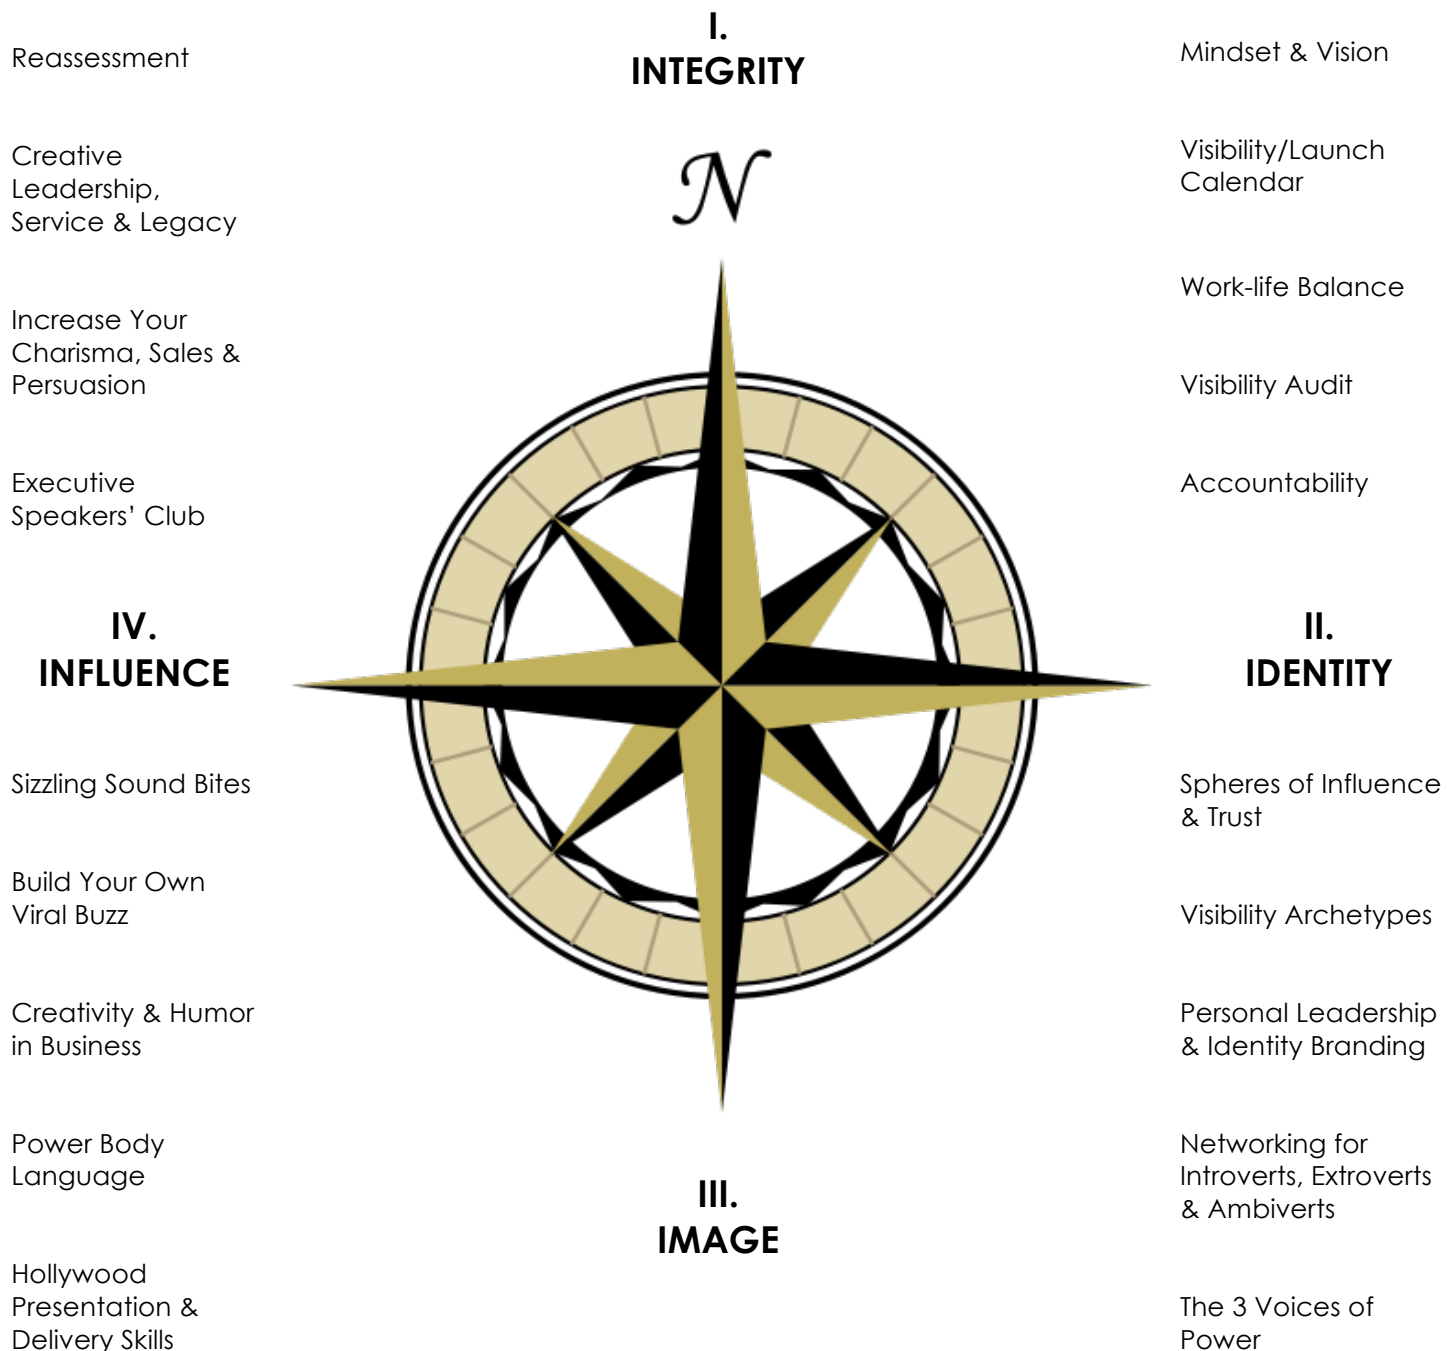 I.
INTEGRITY
N
Mindset & Vision
Visibility/Launch
Calendar
Work-life Balance
Visibility Audit
Accountability
II.
IDENTITY
Spheres of Influence
& Trust
Visibility Archetypes
Personal Leadership
& Identity Branding
Networking for
Introverts, Extroverts
& Ambiverts
The 3 Voices of
Power
III.
IMAGE
Hollywood
Presentation &
Delivery Skills
Power Body
Language
Creativity & Humor
in Business
Build Your Own
Viral Buzz
Sizzling Sound Bites
IV.
INFLUENCE
Executive
Speakers’ Club
Increase Your
Charisma, Sales &
Persuasion
Creative
Leadership,
Service & Legacy
Reassessment